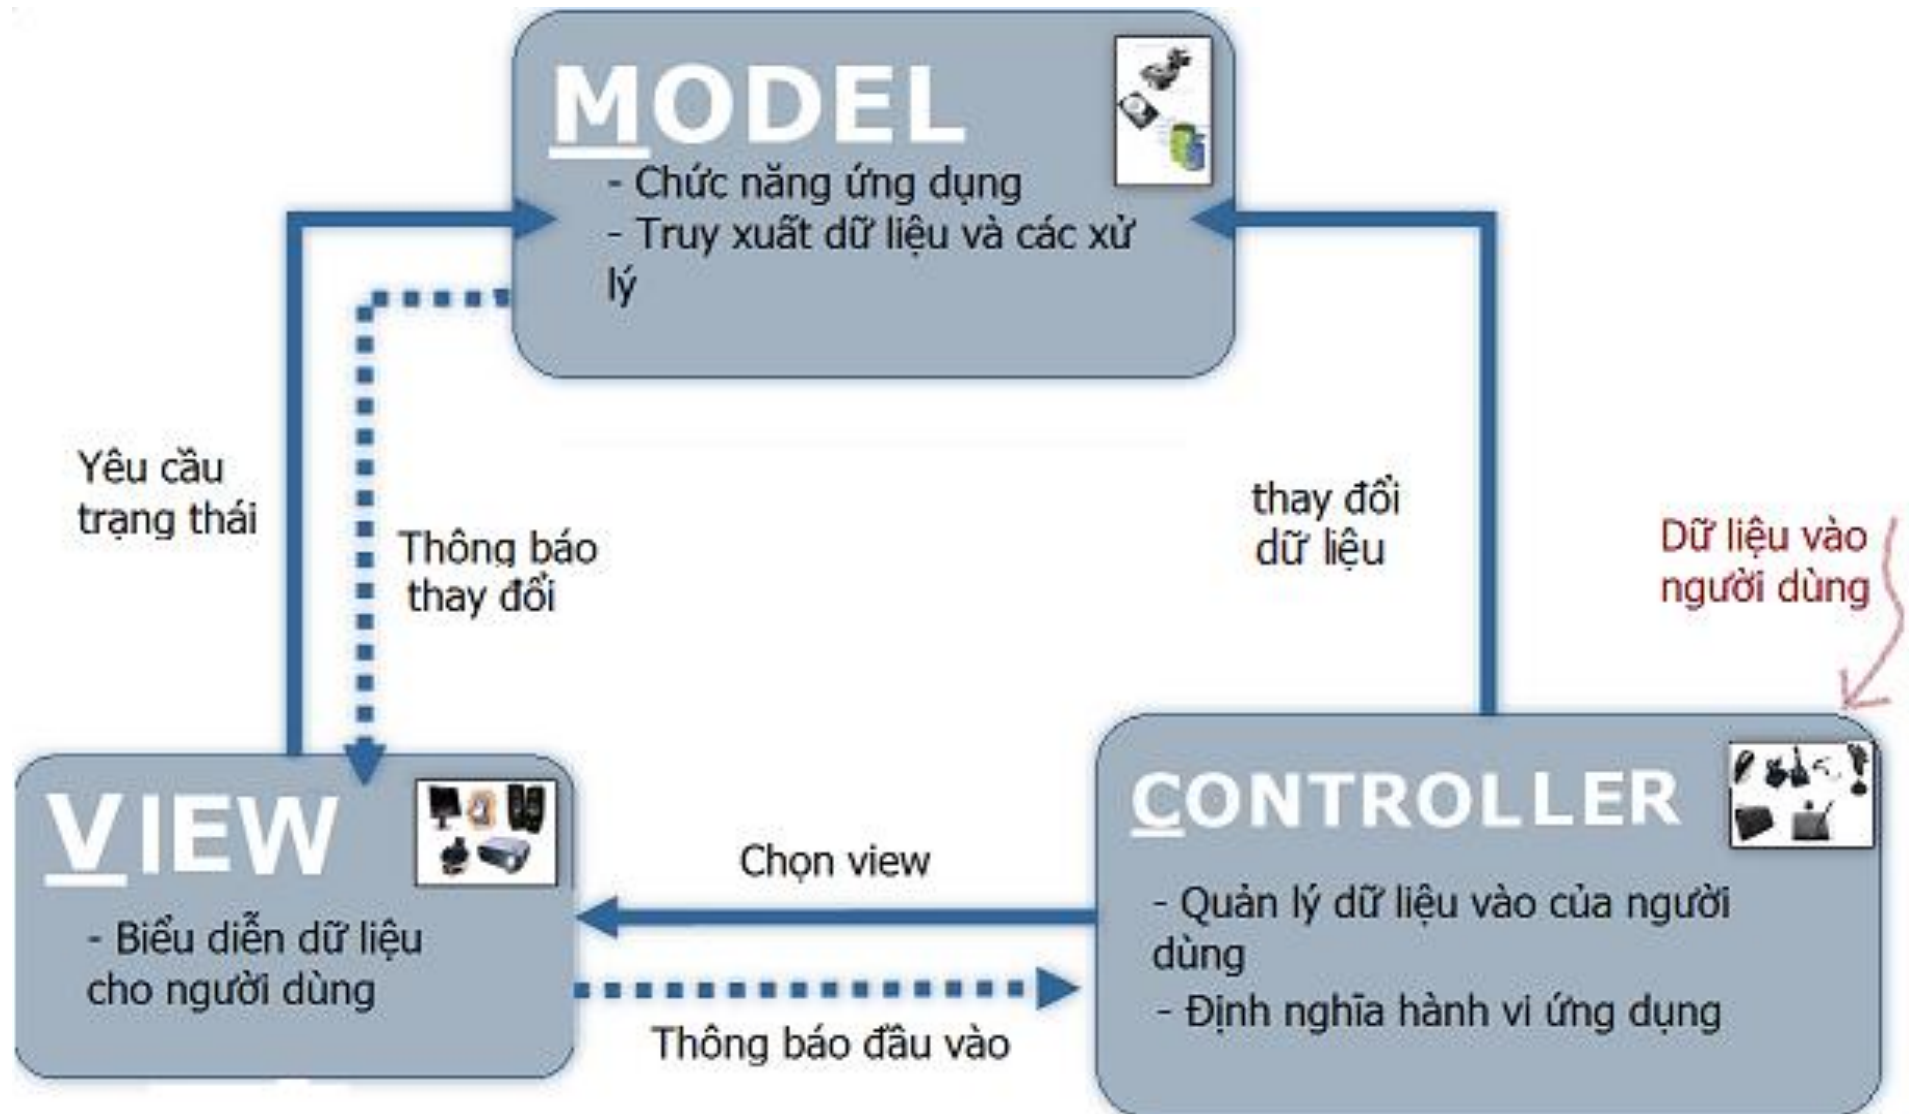 MODEL
- Chức năng ứng dụng
- Truy xuất dữ liệu và các xử
lý
Yêu cầu
trạng thái
Thông báo
thay đổi
thay đổi
dữ liệu
Dữ liệu vào
người dùng
VIEW
- Biểu diễn dữ liệu
cho người dùng
Chọn view
Thông báo đầu vào
CONTROLLER
- Quản lý dữ liệu vào của người
dùng
- Định nghĩa hành vi ứng dụng